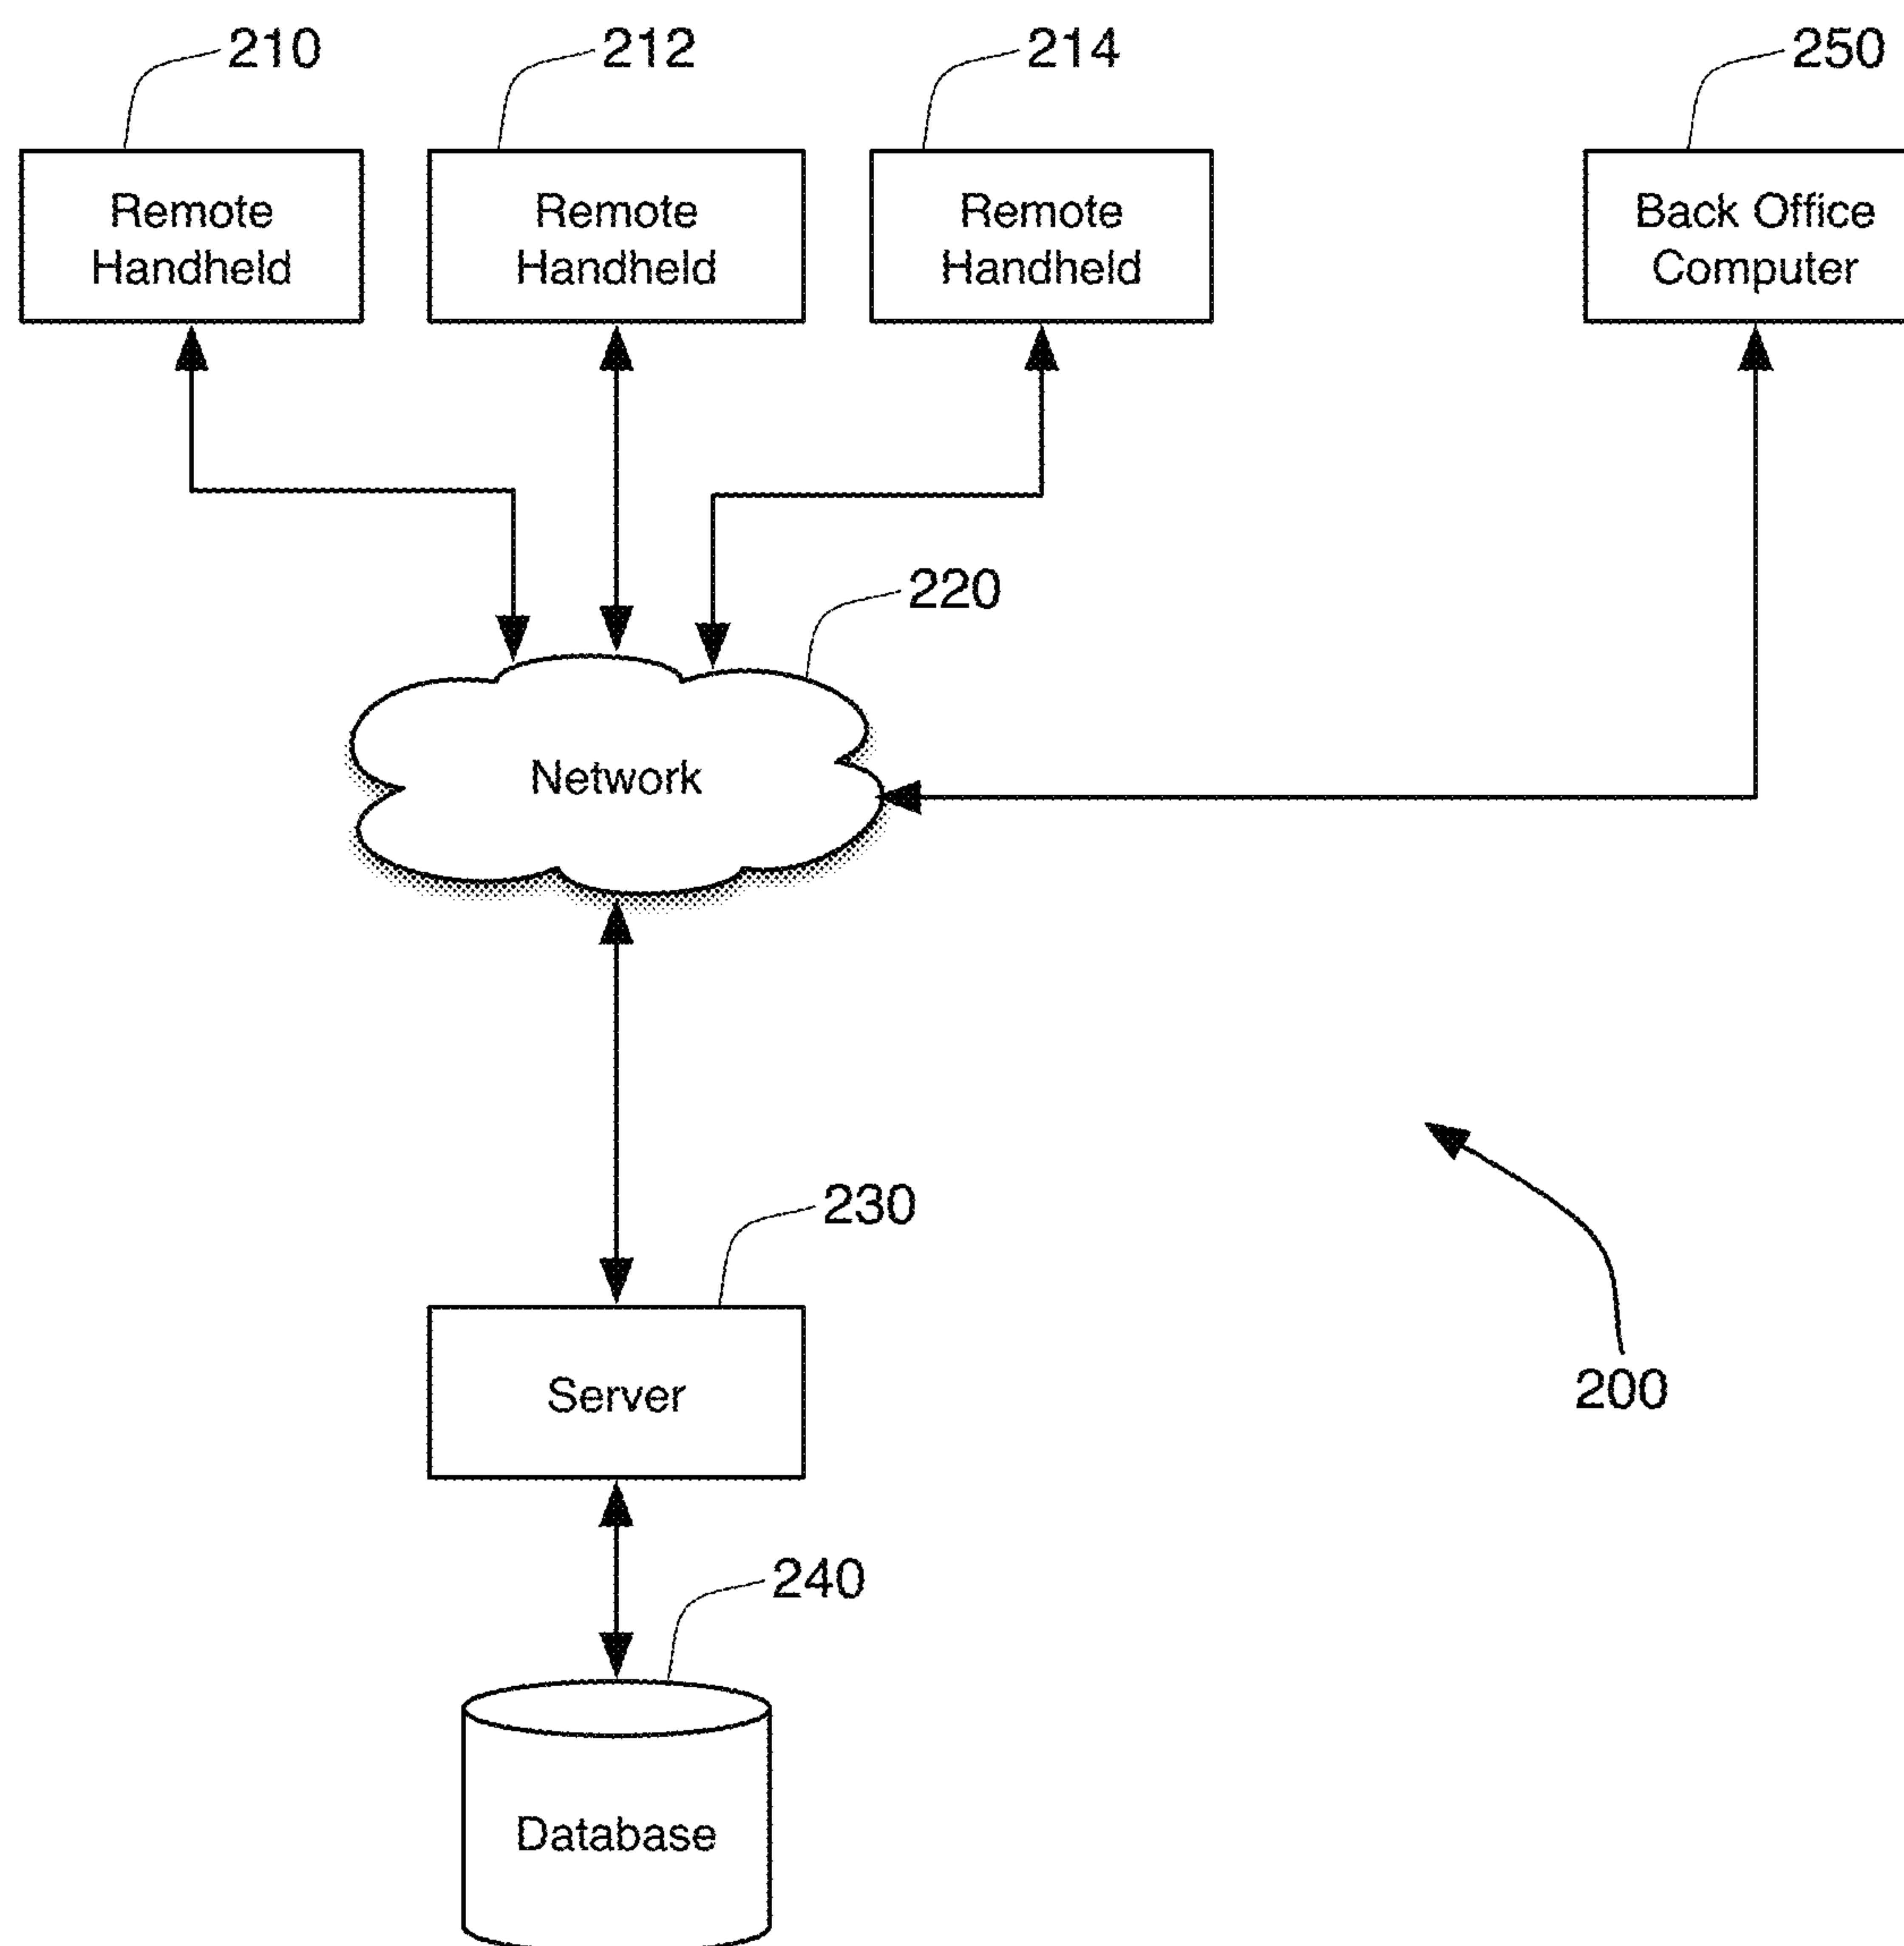 210
212
214
250
Remote
Handheld
Remote
Handheld
Remote
Handheld
Back Office
Computer
220
Network
230
Server
200
240
Database